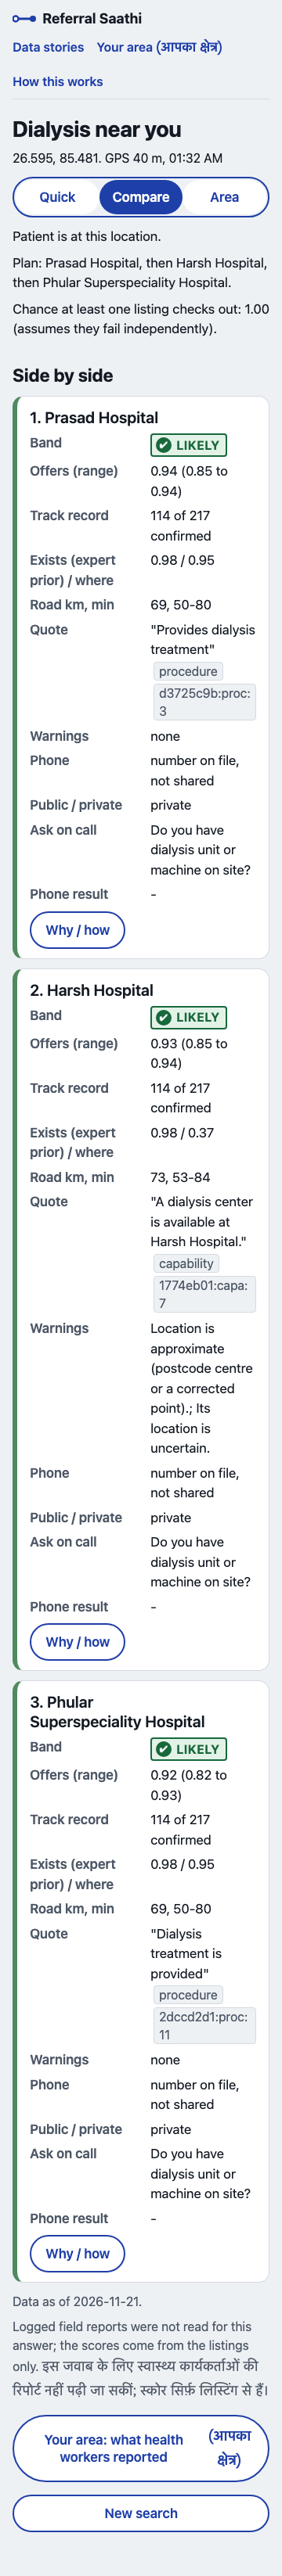 Referral Saathi
Data stories Your area (आपका क्षेत्र)
How this works
Dialysis near you
26.595, 85.481. GPS 40 m, 01:32 AM
Quick Compare Area
Patient is at this location.
Plan: Prasad Hospital, then Harsh Hospital,
then Phular Superspeciality Hospital.
Chance at least one listing checks out: 1.00
(assumes they fail independently).
Side by side
1. Prasad Hospital
Band LIKELY
Offers (range) 0.94 (0.85 to
0.94)
Track record 114 of 217
confirmed
Exists (expert 0.98 / 0.95
prior) / where
Road km, min 69, 50-80
Quote "Provides dialysis
treatment"
procedure
d3725c9b:proc:
3
Warnings none
Phone number on file,
not shared
Public / private private
Ask on call Do you have
dialysis unit or
machine on site?
Phone result -
Why / how
2. Harsh Hospital
Band LIKELY
Offers (range) 0.93 (0.85 to
0.94)
Track record 114 of 217
confirmed
Exists (expert 0.98 / 0.37
prior) / where
Road km, min 73, 53-84
Quote "A dialysis center
is available at
Harsh Hospital."
capability
1774eb01:capa:
7
Warnings Location is
approximate
(postcode centre
or a corrected
point).; Its
location is
uncertain.
Phone number on file,
not shared
Public / private private
Ask on call Do you have
dialysis unit or
machine on site?
Phone result -
Why / how
3. Phular
Superspeciality Hospital
Band LIKELY
Offers (range) 0.92 (0.82 to
0.93)
Track record 114 of 217
confirmed
Exists (expert 0.98 / 0.95
prior) / where
Road km, min 69, 50-80
Quote "Dialysis
treatment is
provided"
procedure
2dccd2d1:proc:
11
Warnings none
Phone number on file,
not shared
Public / private private
Ask on call Do you have
dialysis unit or
machine on site?
Phone result -
Why / how
Data as of 2026-11-21.
Logged field reports were not read for this
answer; the scores come from the listings
only. इस जवाब के लिए स्वास्थ्य कार्यकर्ताओं की
रिपोर्ट नहीं पढ़ी जा सकीं; स्कोर सिर्फ़ लिस्टिंग से हैं।
Your area: what health (आपका
workers reported क्षेत्र)
New search